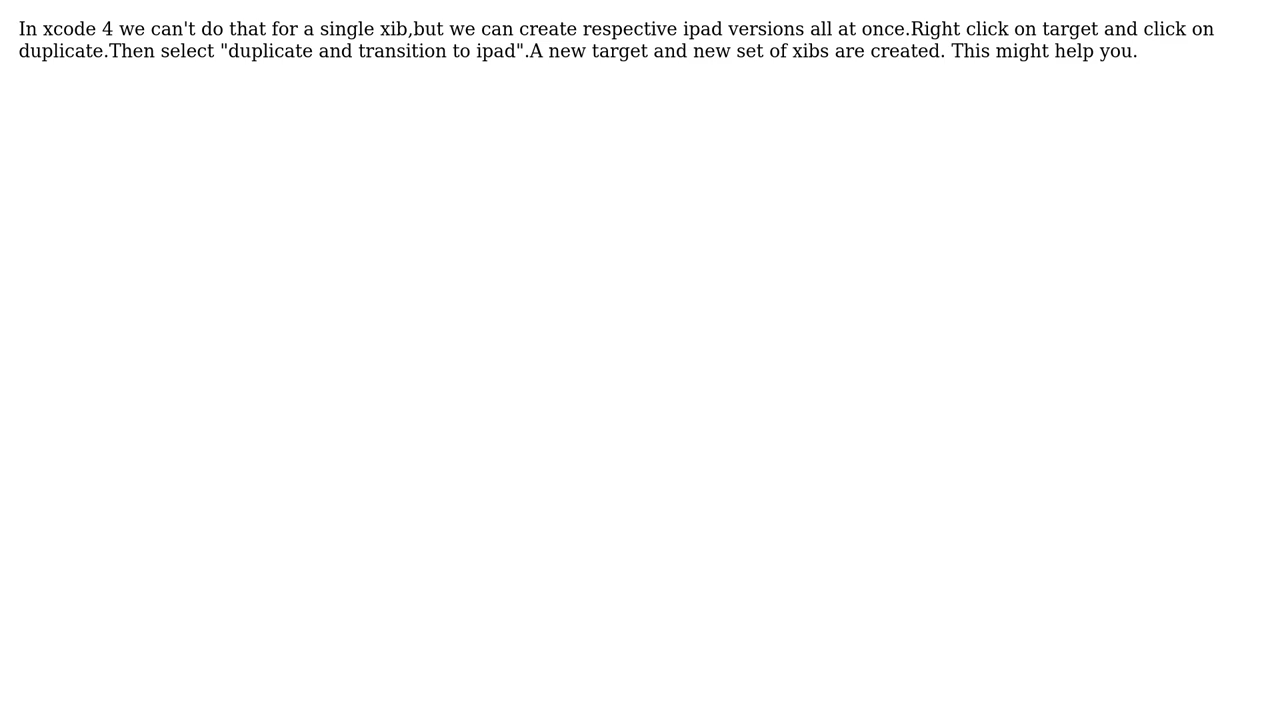 In xcode 4 we can't do that for a single xib,but we can create respective ipad versions all at once.Right click on target and click on
duplicate.Then select "duplicate and transition to ipad".A new target and new set of xibs are created. This might help you.